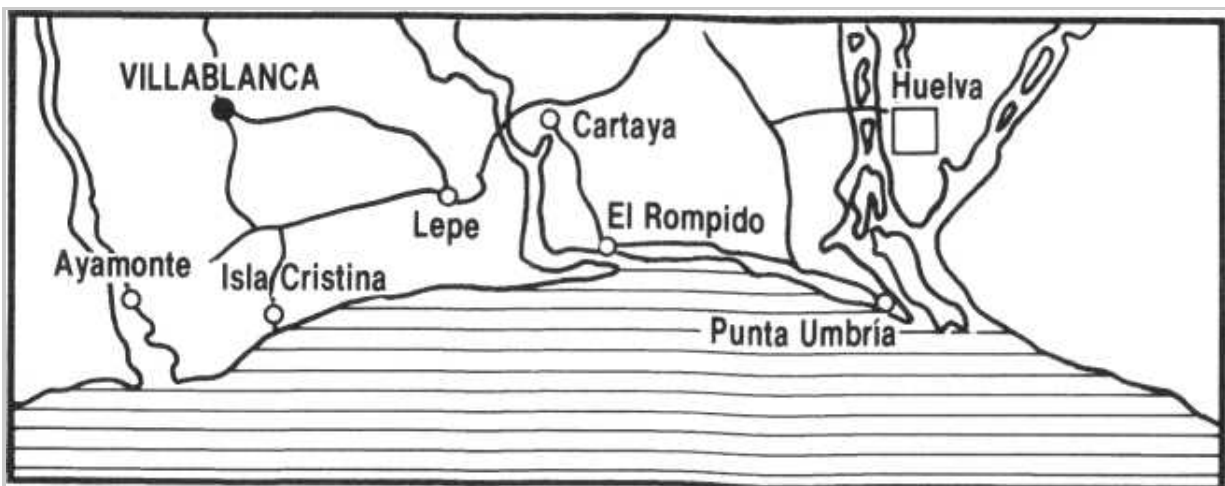 VILLABLANCA
Huelva
Cartaya
Lepe
El Rompido
Ayamonte
Isla Cristina
Punta Umbría